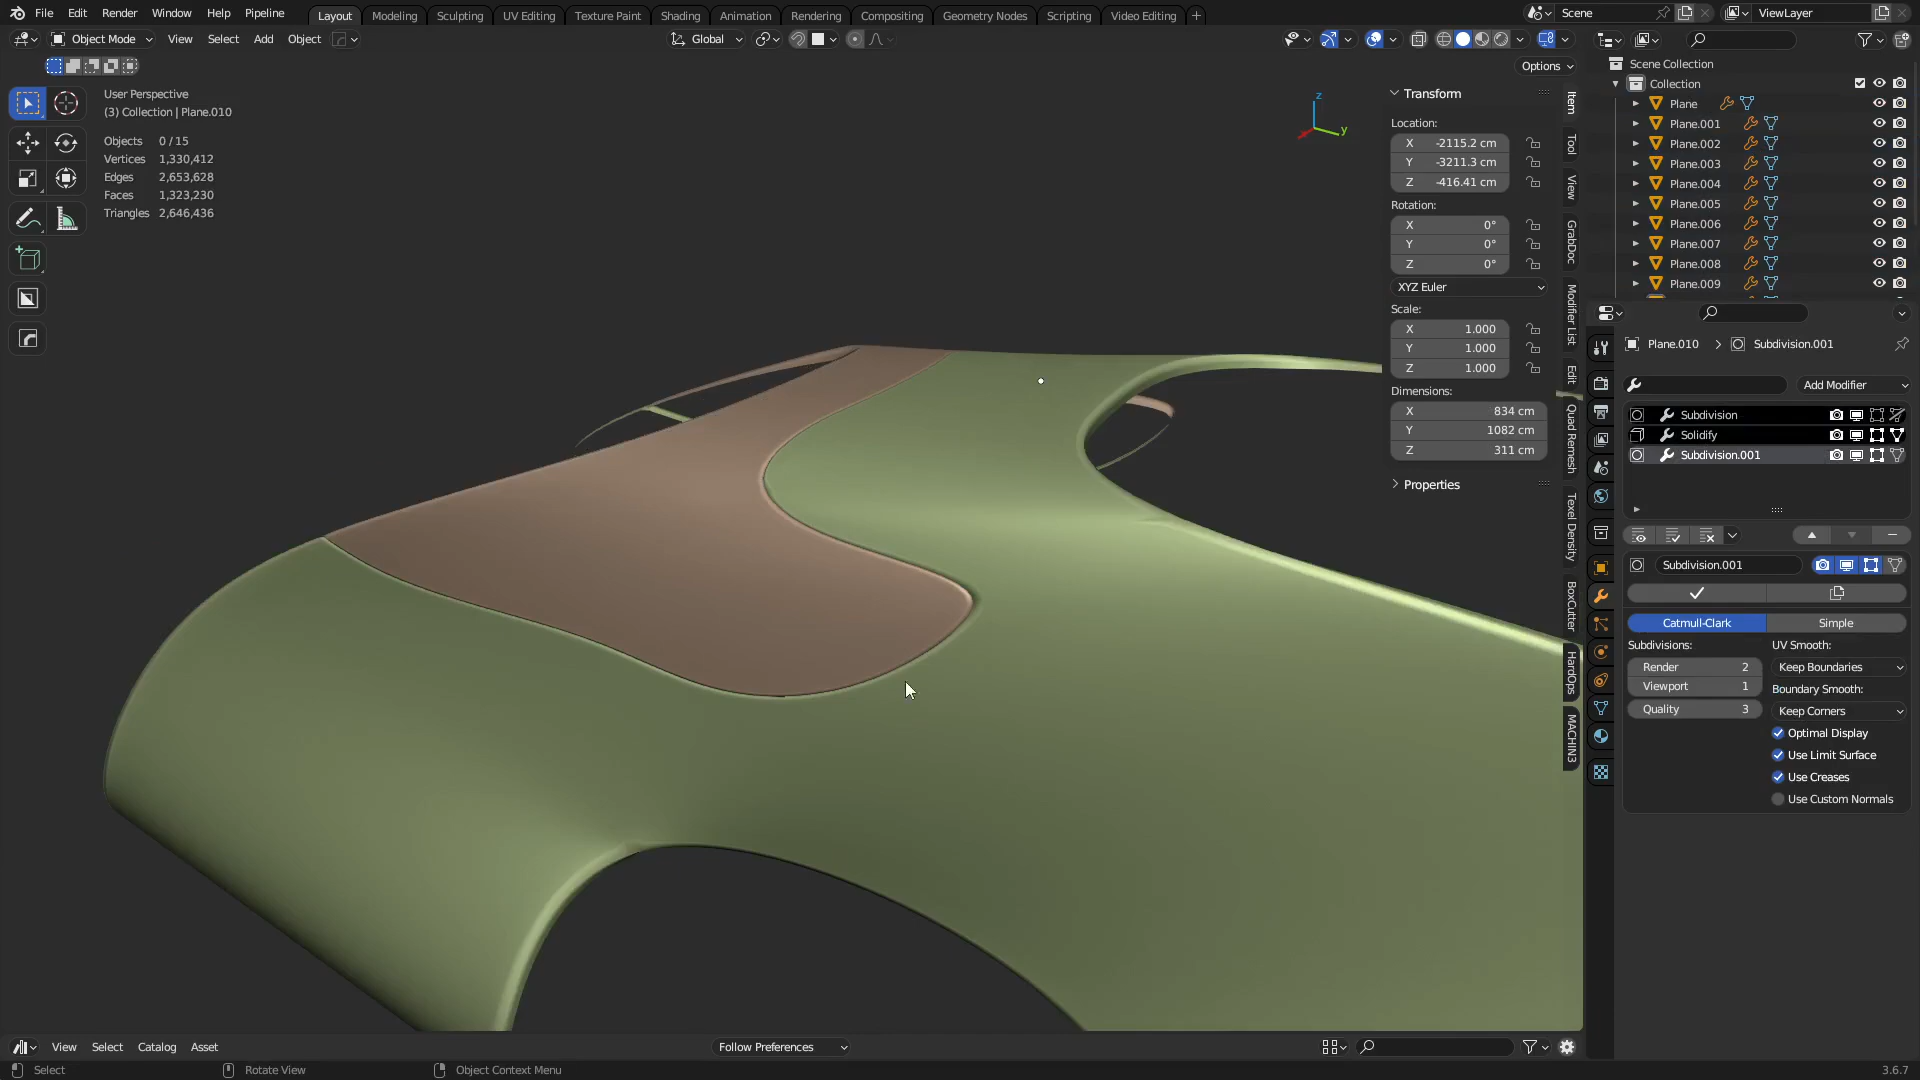 File Edit Render Window Help Pipeline Layout Modeling Sculpting UV Editing Texture Paint Shading Animation Rendering Compositing Geometry Nodes Scripting Video Editing + Scene ViewLayer
Object Mode View Select Add Object Global
Options
User Perspective
(3) Collection | Plane.010
Objects 0 / 15
Vertices 1,330,412
Edges 2,653,628
Faces 1,323,230
Triangles 2,646,436
z
y
Transform
Location:
X -2115.2 cm
Y -3211.3 cm
Z -416.41 cm
Rotation:
X 0°
Y 0°
Z 0°
XYZ Euler
Scale:
X 1.000
Y 1.000
Z 1.000
Dimensions:
X 834 cm
Y 1082 cm
Z 311 cm
Properties
Item
Tool
View
GrabDoc
Modifier List
Edit
Quad Remesh
Texel Density
BoxCutter
HardOps
MACHIN3
Scene Collection
Collection
Plane
Plane.001
Plane.002
Plane.003
Plane.004
Plane.005
Plane.006
Plane.007
Plane.008
Plane.009
Plane.010 > Subdivision.001
Add Modifier
Subdivision
Solidify
Subdivision.001
Subdivision.001
Catmull-Clark Simple
Subdivisions: UV Smooth:
Render 2 Keep Boundaries
Viewport 1 Boundary Smooth:
Quality 3 Keep Corners
Optimal Display
Use Limit Surface
Use Creases
Use Custom Normals
View Select Catalog Asset Follow Preferences
Select Rotate View Object Context Menu 3.6.7